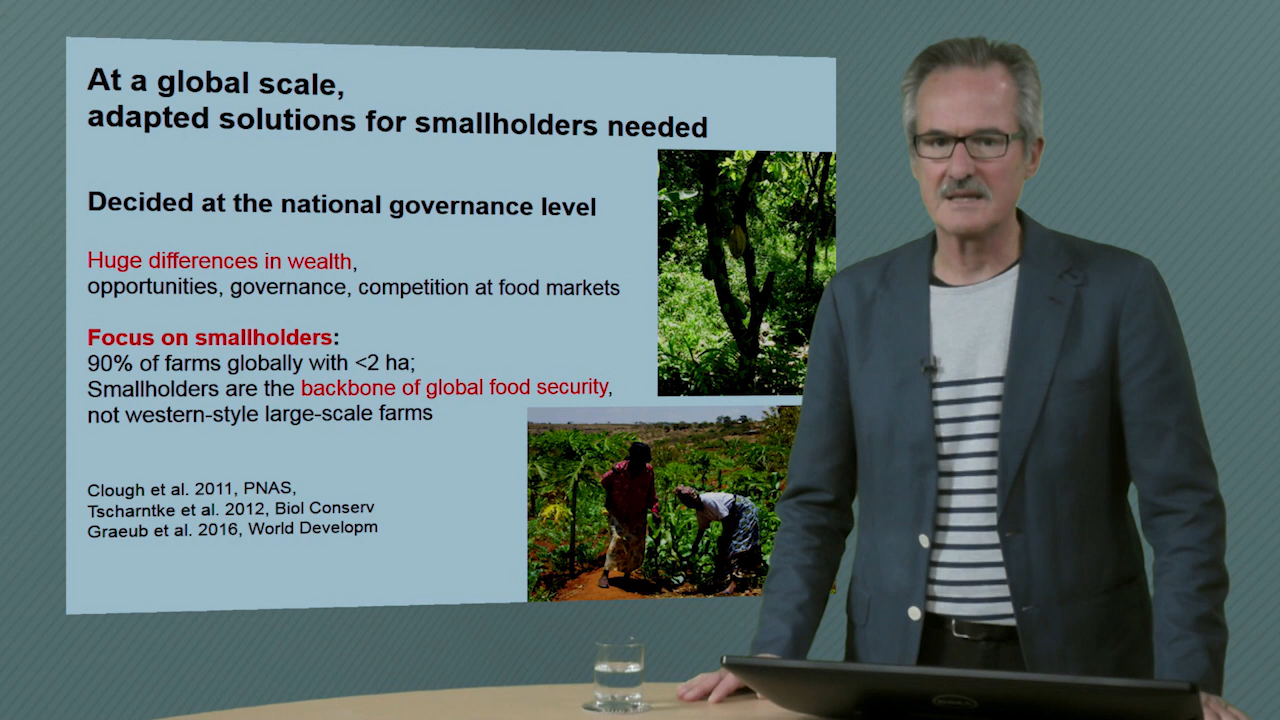 At a global scale,
adapted solutions for smallholders needed
Decided at the national governance level
Huge differences in wealth,
opportunities, governance, competition at food markets
Focus on smallholders:
90% of farms globally with <2 ha;
Smallholders are the backbone of global food security,
not western-style large-scale farms
Clough et al. 2011, PNAS,
Tscharntke et al. 2012, Biol Conserv
Graeub et al. 2016, World Developm
DELL